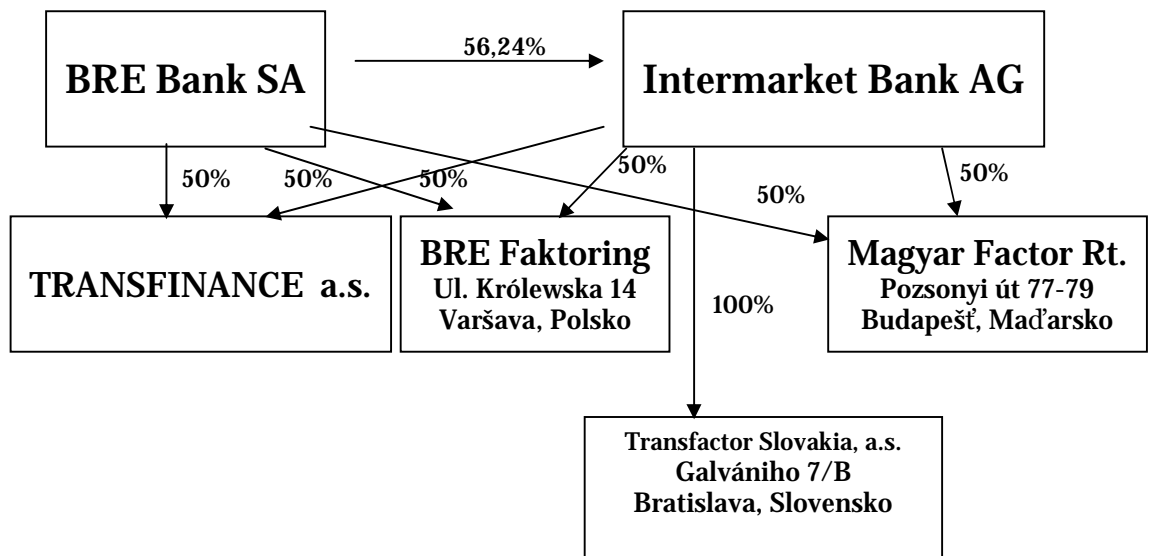 56,24%
BRE Bank SA
Intermarket Bank AG
50%
50%
50%
50%
50%
50%
TRANSFINANCE a.s.
BRE Faktoring
Ul. Królewska 14
Varšava, Polsko
Magyar Factor Rt.
Pozsonyi út 77-79
Budapešť, Maďarsko
100%
Transfactor Slovakia, a.s.
Galvániho 7/B
Bratislava, Slovensko